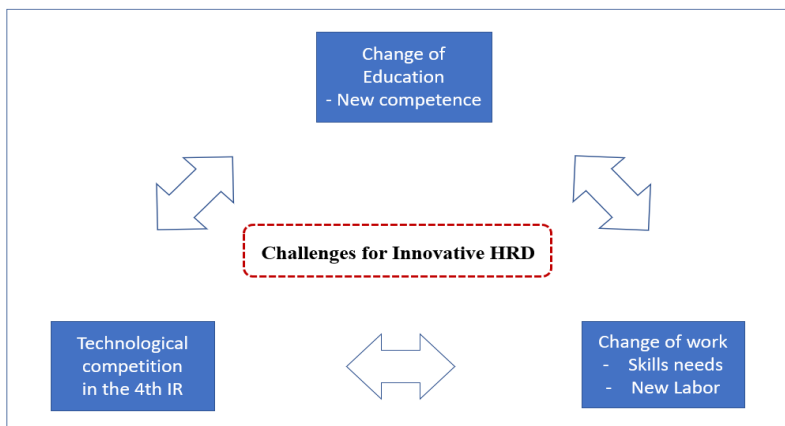 Change of
Education
- New competence
Challenges for Innovative HRD
Technological
competition
in the 4th IR
Change of work
- Skills needs
- New Labor